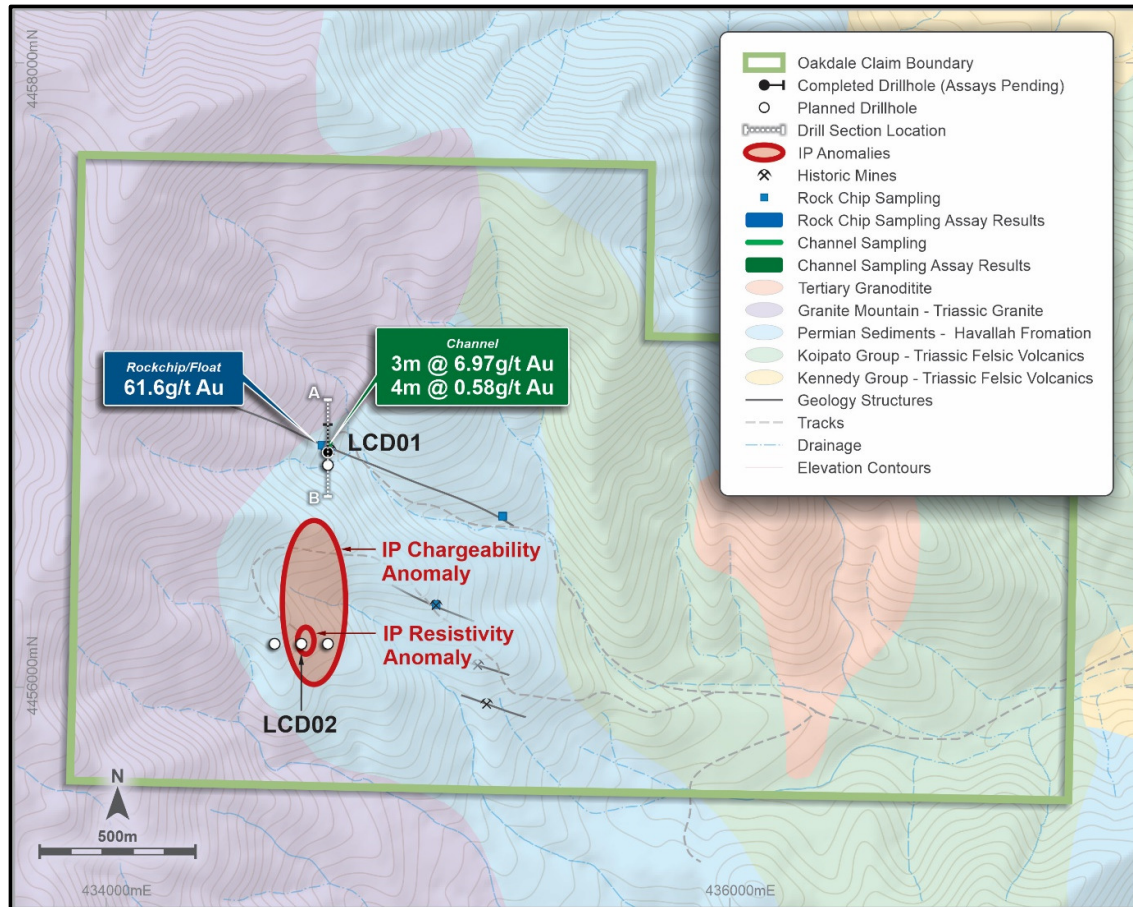 4458000mN
Oakdale Claim Boundary
Completed Drillhole (Assays Pending)
Planned Drillhole
Drill Section Location
IP Anomalies
Historic Mines
Rock Chip Sampling
Rock Chip Sampling Assay Results
Channel Sampling
Channel Sampling Assay Results
Tertiary Granoditite
Granite Mountain - Triassic Granite
Permian Sediments - Havallah Fromation
Koipato Group - Triassic Felsic Volcanics
Kennedy Group - Triassic Felsic Volcanics
Geology Structures
Tracks
Drainage
Elevation Contours
Rockchip/Float
61.6g/t Au
Channel
3m @ 6.97g/t Au
4m @ 0.58g/t Au
A
LCD01
B
IP Chargeability
Anomaly
IP Resistivity
Anomaly
LCD02
4456000mN
N
500m
434000mE
436000mE